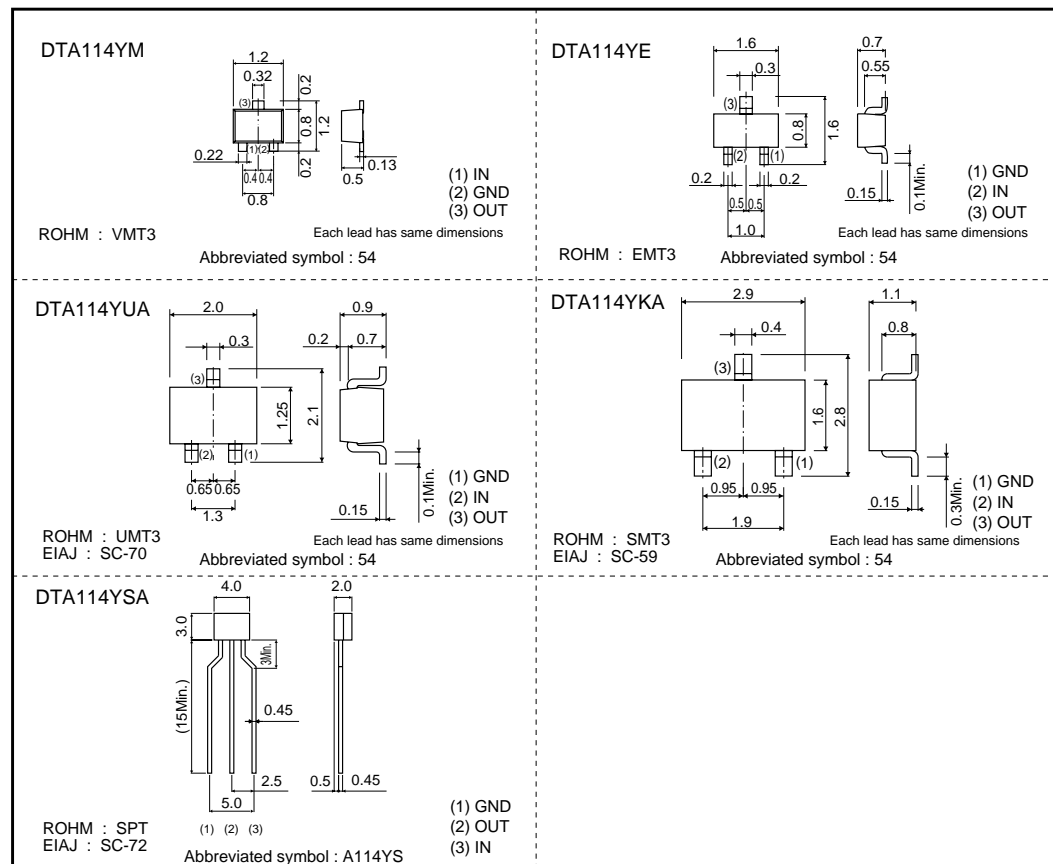 DTA114YM
1.2
0.32
0.2
(3)
0.8
1.2
(1)
(2)
0.22
0.2
0.4
0.4
0.8
0.5
0.13
(1) IN
(2) GND
(3) OUT
ROHM : VMT3
Each lead has same dimensions
Abbreviated symbol : 54
DTA114YE
1.6
0.7
0.3
0.55
(3)
0.8
1.6
(2)
(1)
0.2
0.2
0.5
0.5
1.0
0.15
0.1Min.
(1) GND
(2) IN
(3) OUT
Each lead has same dimensions
ROHM : EMT3
Abbreviated symbol : 54
DTA114YUA
2.0
0.9
0.3
0.2
0.7
(3)
1.25
2.1
(2)
(1)
0.65
0.65
1.3
0.15
0.1Min.
(1) GND
(2) IN
(3) OUT
ROHM : UMT3
EIAJ : SC-70
Each lead has same dimensions
Abbreviated symbol : 54
DTA114YKA
2.9
1.1
0.4
0.8
(3)
1.6
2.8
(2)
(1)
0.95
0.95
1.9
0.15
0.3Min.
(1) GND
(2) IN
(3) OUT
ROHM : SMT3
EIAJ : SC-59
Each lead has same dimensions
Abbreviated symbol : 54
DTA114YSA
4.0
2.0
3.0
3Min.
(15Min.)
0.45
2.5
5.0
0.5
0.45
(1) (2) (3)
(1) GND
(2) OUT
(3) IN
ROHM : SPT
EIAJ : SC-72
Abbreviated symbol : A114YS